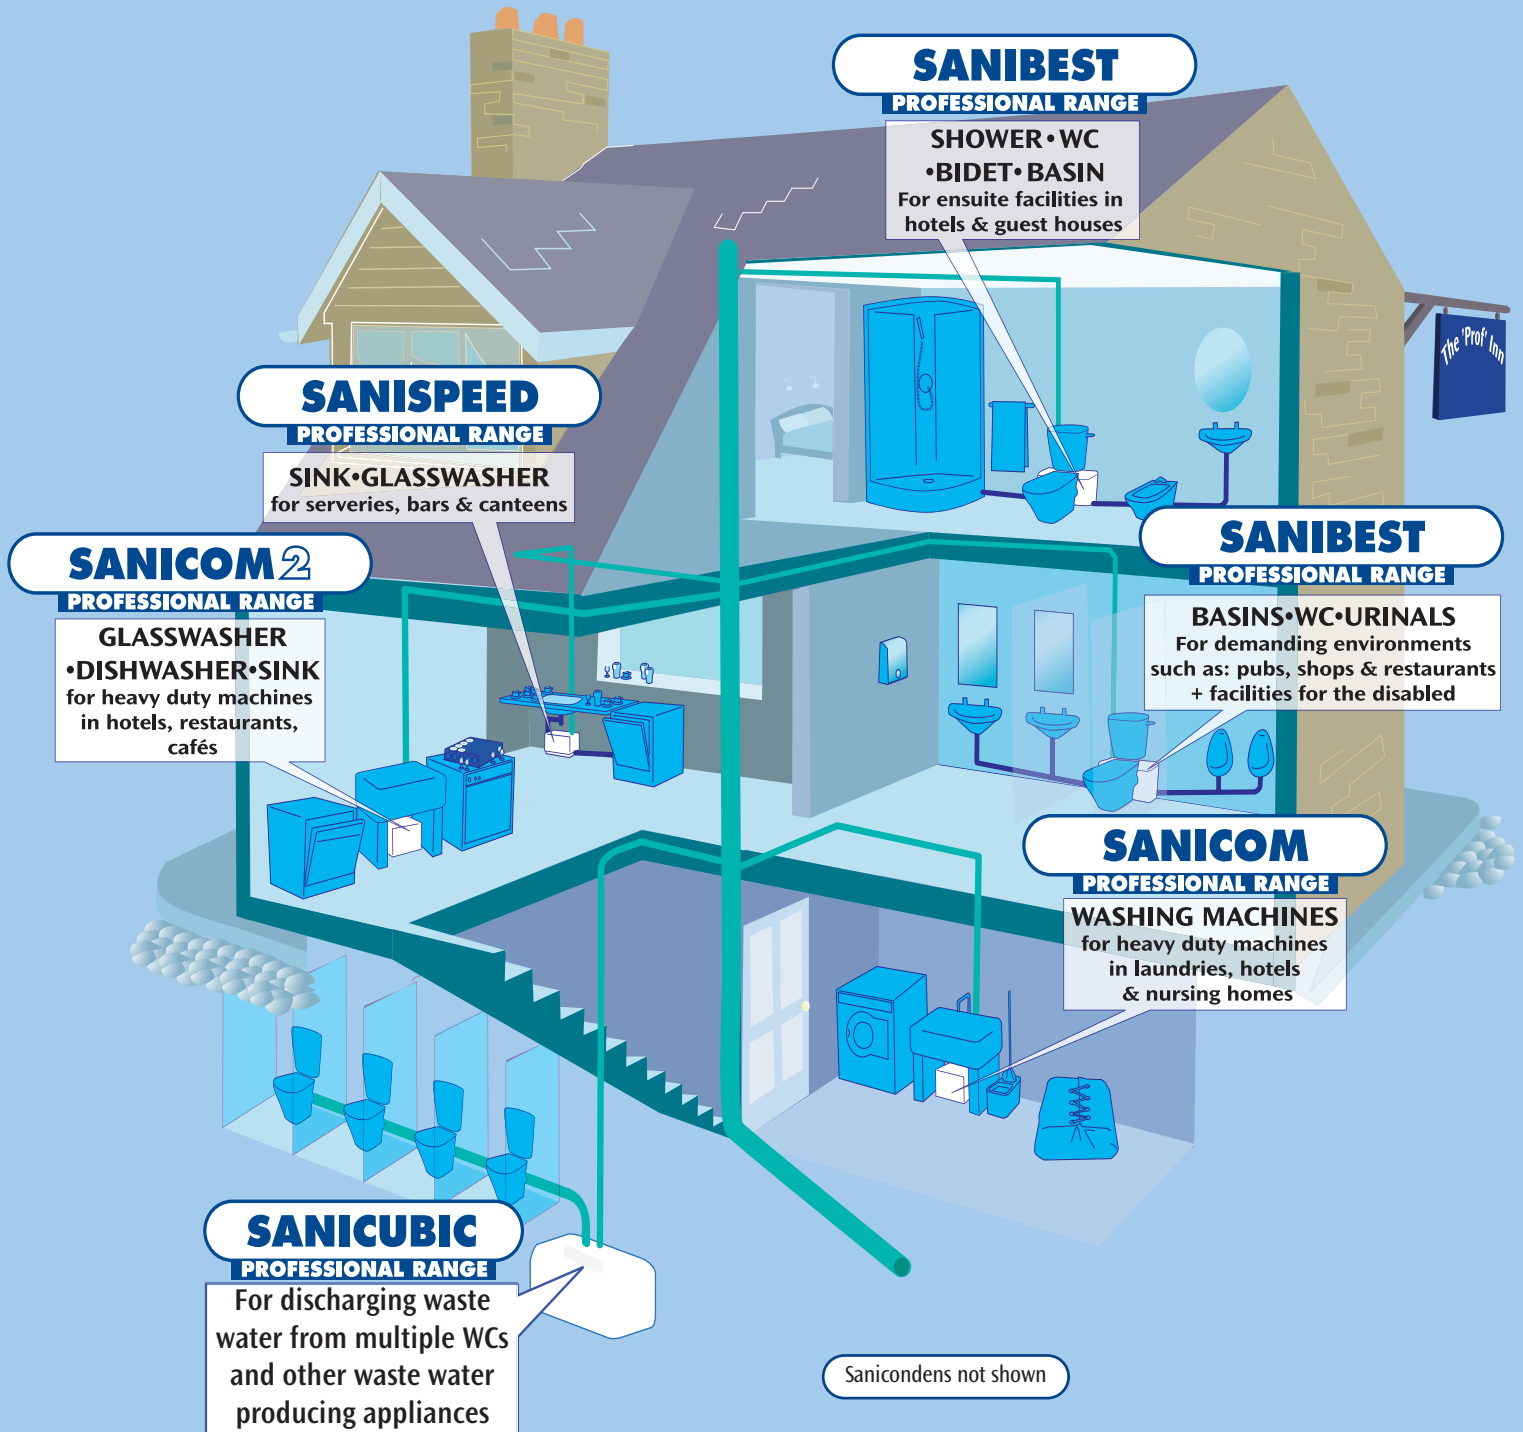 SANIBEST
PROFESSIONAL RANGE
SHOWER•WC
•BIDET•BASIN
For ensuite facilities in
hotels & guest houses
The 'Prof' Inn
SANISPEED
PROFESSIONAL RANGE
SINK•GLASSWASHER
for serveries, bars & canteens
SANICOM 2
PROFESSIONAL RANGE
GLASSWASHER
•DISHWASHER•SINK
for heavy duty machines
in hotels, restaurants,
cafés
SANIBEST
PROFESSIONAL RANGE
BASINS•WC•URINALS
For demanding environments
such as: pubs, shops & restaurants
+ facilities for the disabled
SANICOM
PROFESSIONAL RANGE
WASHING MACHINES
for heavy duty machines
in laundries, hotels
& nursing homes
SANICUBIC
PROFESSIONAL RANGE
For discharging waste
water from multiple WCs
and other waste water
producing appliances
Sanicondens not shown